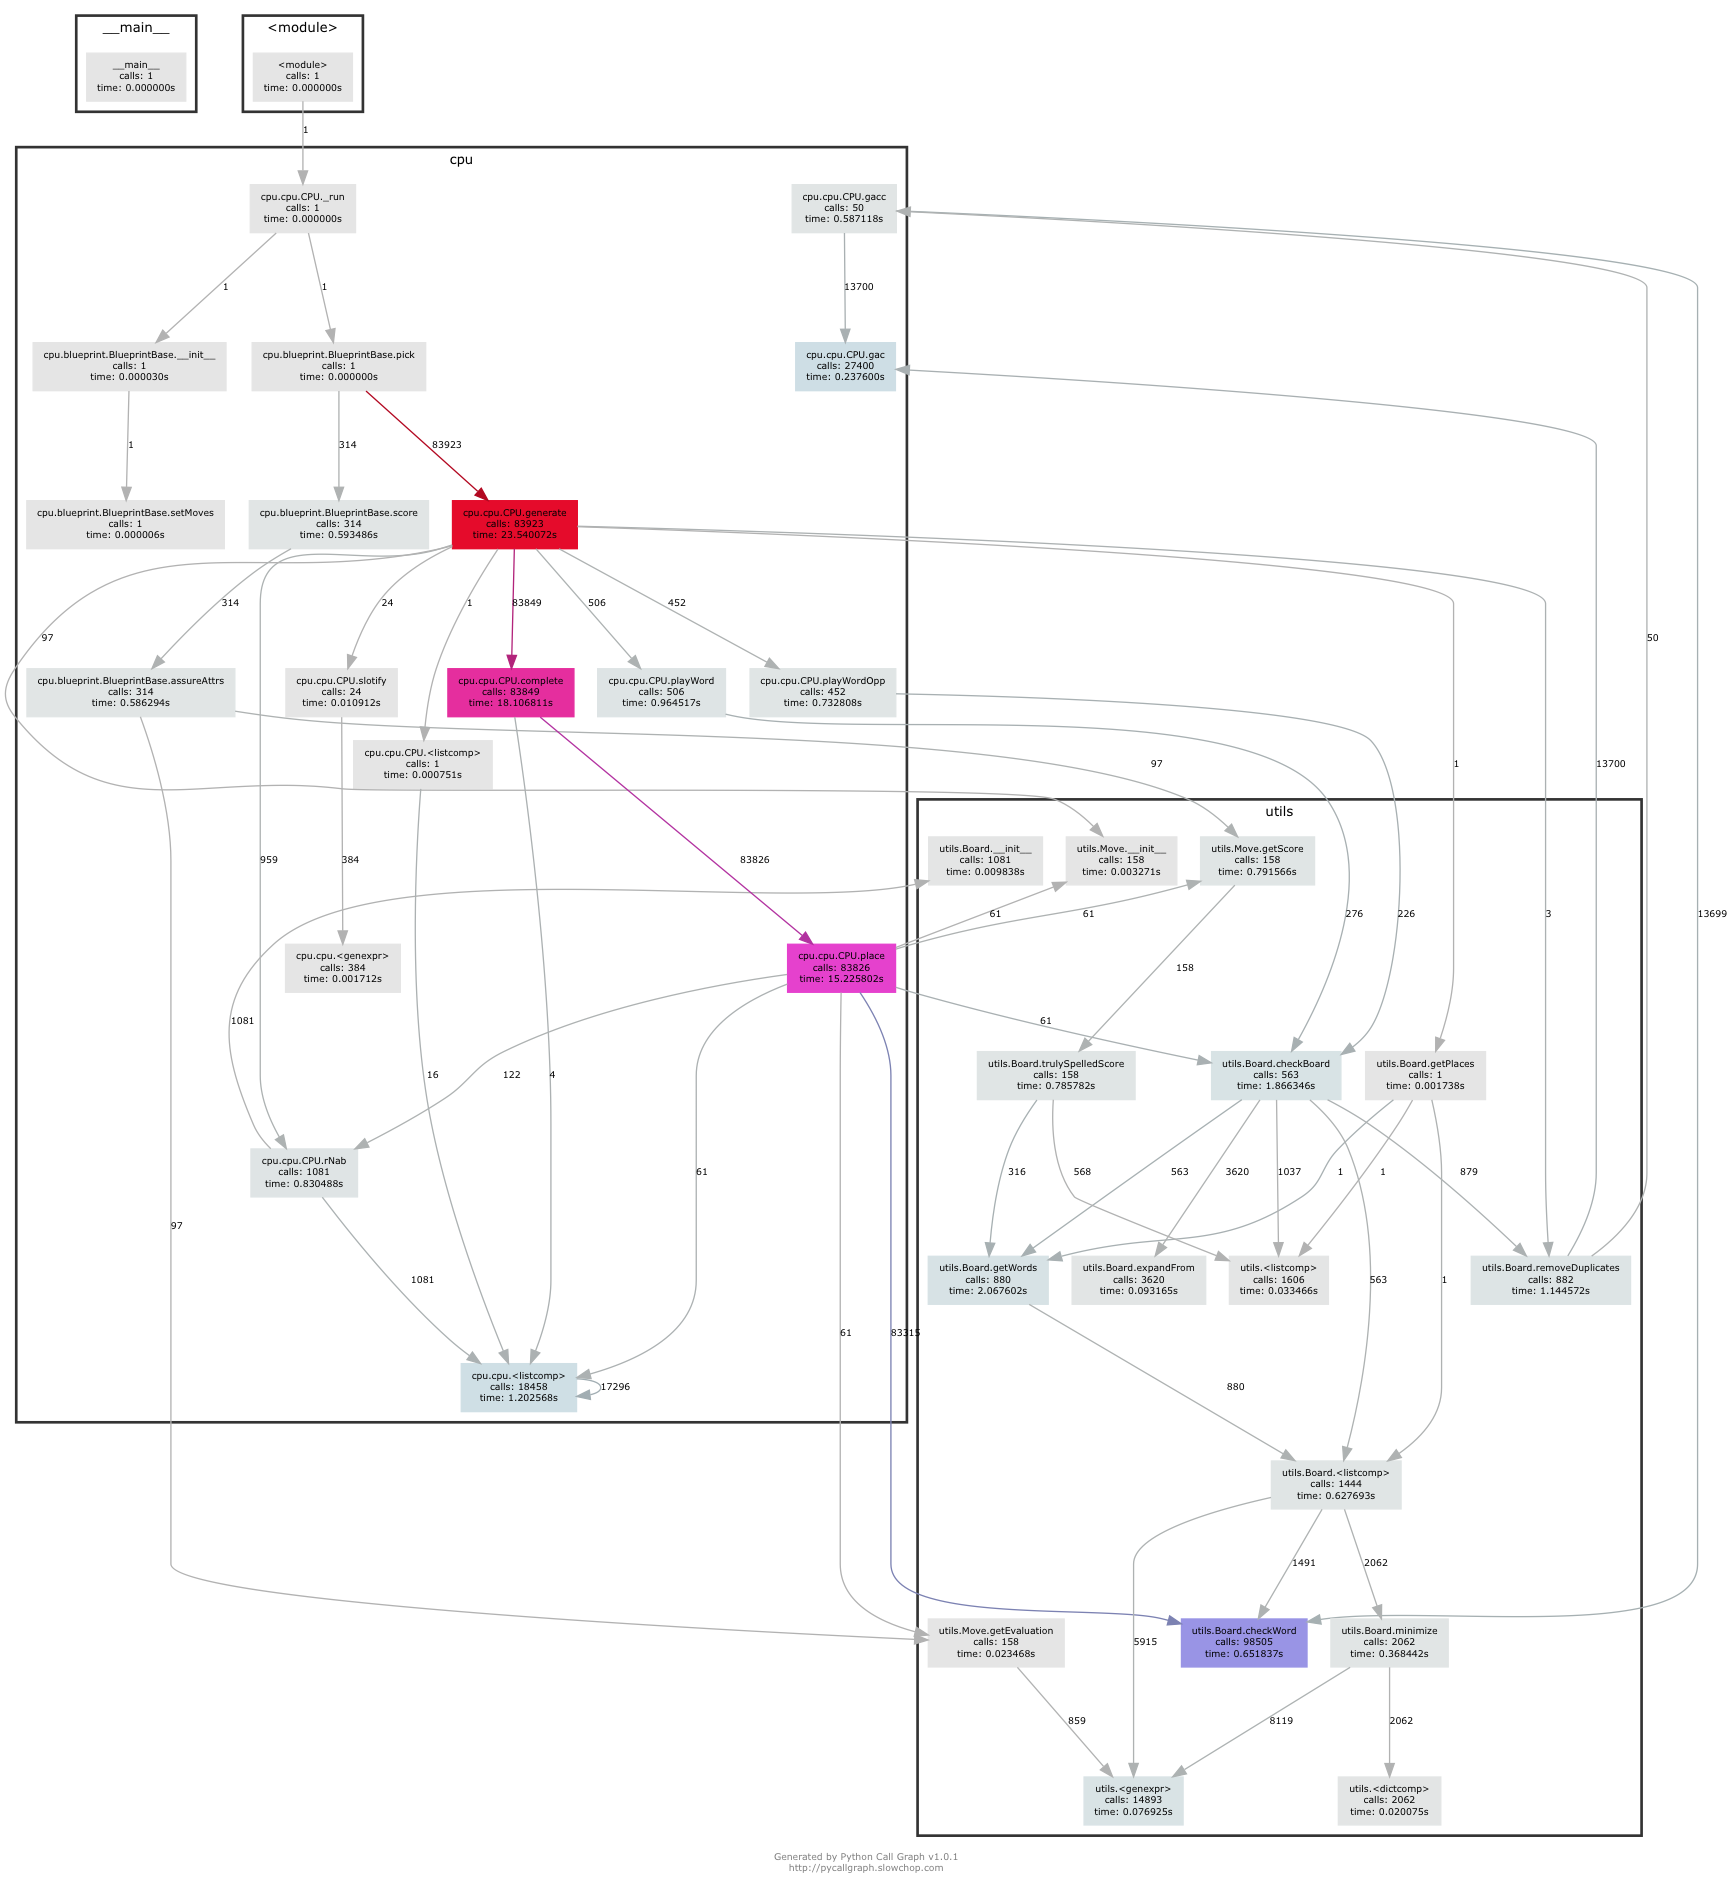 __main__
<module>
__main__
calls: 1
time: 0.000000s
<module>
calls: 1
time: 0.000000s
1
cpu
cpu.cpu.CPU._run
calls: 1
time: 0.000000s
cpu.cpu.CPU.gacc
calls: 50
time: 0.587118s
1
1
13700
cpu.blueprint.BlueprintBase.__init__
calls: 1
time: 0.000030s
cpu.blueprint.BlueprintBase.pick
calls: 1
time: 0.000000s
cpu.cpu.CPU.gac
calls: 27400
time: 0.237600s
1
314
83923
cpu.blueprint.BlueprintBase.setMoves
calls: 1
time: 0.000006s
cpu.blueprint.BlueprintBase.score
calls: 314
time: 0.593486s
cpu.cpu.CPU.generate
calls: 83923
time: 23.540072s
314
24
1
83849
506
452
97
50
cpu.blueprint.BlueprintBase.assureAttrs
calls: 314
time: 0.586294s
cpu.cpu.CPU.slotify
calls: 24
time: 0.010912s
cpu.cpu.CPU.complete
calls: 83849
time: 18.106811s
cpu.cpu.CPU.playWord
calls: 506
time: 0.964517s
cpu.cpu.CPU.playWordOpp
calls: 452
time: 0.732808s
cpu.cpu.CPU.<listcomp>
calls: 1
time: 0.000751s
97
1
13700
utils
959
384
83826
utils.Board.__init__
calls: 1081
time: 0.009838s
utils.Move.__init__
calls: 158
time: 0.003271s
utils.Move.getScore
calls: 158
time: 0.791566s
61
61
276
226
3
13699
cpu.cpu.<genexpr>
calls: 384
time: 0.001712s
cpu.cpu.CPU.place
calls: 83826
time: 15.225802s
158
1081
61
utils.Board.trulySpelledScore
calls: 158
time: 0.785782s
utils.Board.checkBoard
calls: 563
time: 1.866346s
utils.Board.getPlaces
calls: 1
time: 0.001738s
16
4
122
cpu.cpu.CPU.rNab
calls: 1081
time: 0.830488s
61
316
568
563
3620
1037
1
1
879
97
utils.Board.getWords
calls: 880
time: 2.067602s
utils.Board.expandFrom
calls: 3620
time: 0.093165s
utils.<listcomp>
calls: 1606
time: 0.033466s
utils.Board.removeDuplicates
calls: 882
time: 1.144572s
1081
563
1
61
83315
cpu.cpu.<listcomp>
calls: 18458
time: 1.202568s
17296
880
utils.Board.<listcomp>
calls: 1444
time: 0.627693s
1491
2062
utils.Move.getEvaluation
calls: 158
time: 0.023468s
5915
utils.Board.checkWord
calls: 98505
time: 0.651837s
utils.Board.minimize
calls: 2062
time: 0.368442s
859
8119
2062
utils.<genexpr>
calls: 14893
time: 0.076925s
utils.<dictcomp>
calls: 2062
time: 0.020075s
Generated by Python Call Graph v1.0.1
http://pycallgraph.slowchop.com